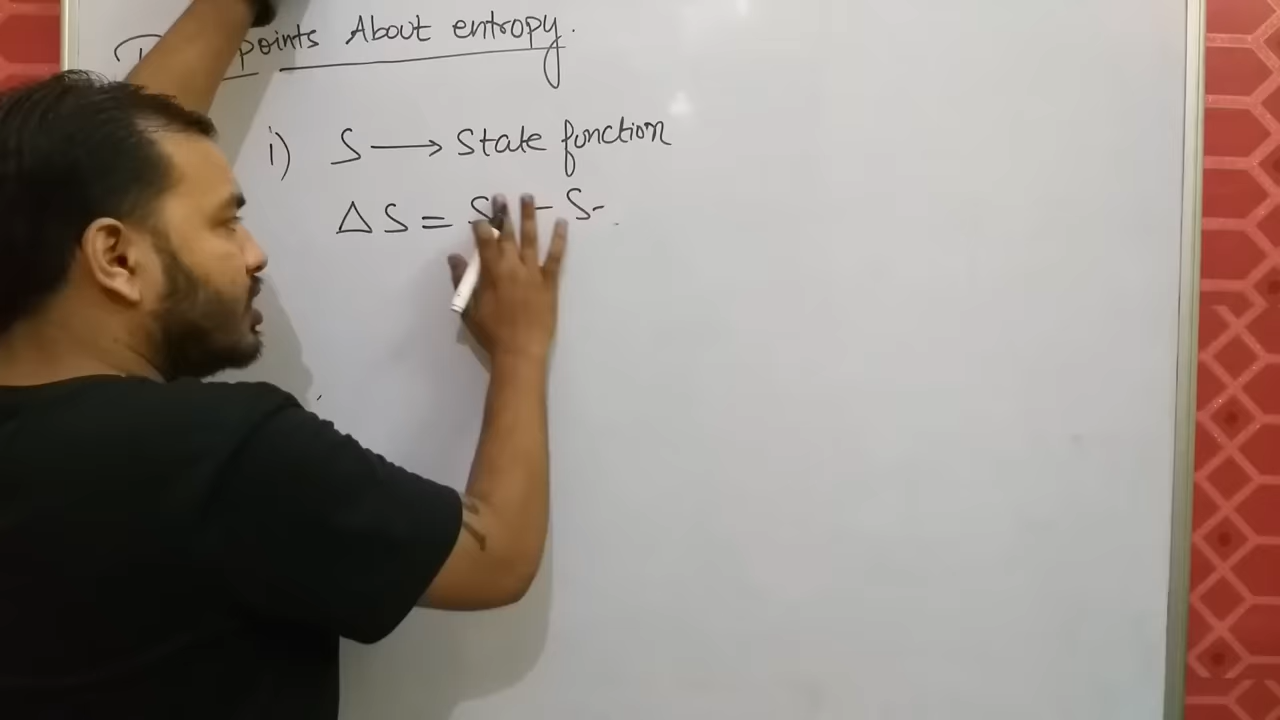 points About entropy.
i) S ⟶ State function
ΔS = S - S